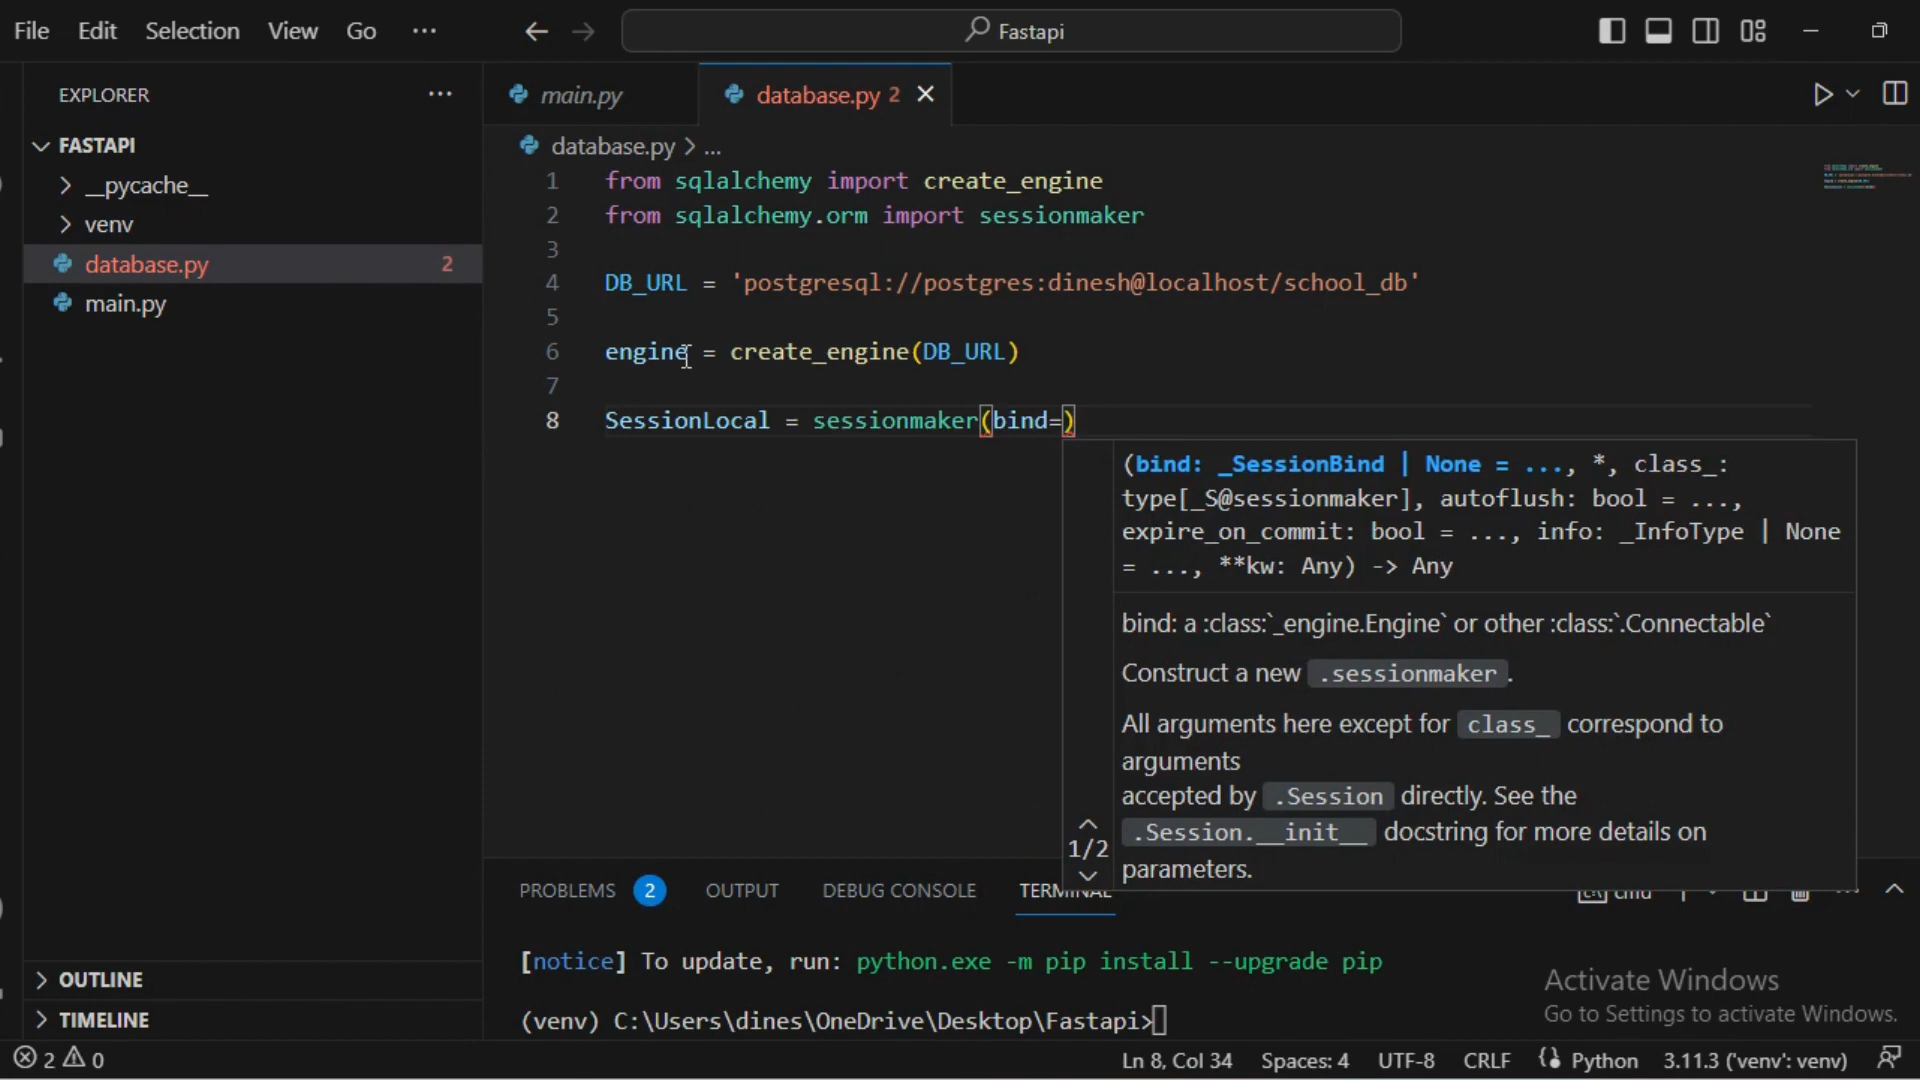 File Edit Selection View Go ···
Fastapi
EXPLORER ···
main.py
database.py 2
FASTAPI
database.py > ...
__pycache__
venv
database.py 2
main.py
1 from sqlalchemy import create_engine
2 from sqlalchemy.orm import sessionmaker
3
4 DB_URL = 'postgresql://postgres:dinesh@localhost/school_db'
5
6 engine = create_engine(DB_URL)
7
8 SessionLocal = sessionmaker(bind=)
(bind: _SessionBind | None = ..., *, class_:
type[_S@sessionmaker], autoflush: bool = ...,
expire_on_commit: bool = ..., info: _InfoType | None
= ..., **kw: Any) -> Any
bind: a :class:`_engine.Engine` or other :class:`.Connectable`
Construct a new .sessionmaker.
All arguments here except for class_ correspond to
arguments
accepted by .Session directly. See the
.Session.__init__ docstring for more details on
parameters.
1/2
PROBLEMS 2 OUTPUT DEBUG CONSOLE TERMINAL cmd
[notice] To update, run: python.exe -m pip install --upgrade pip
(venv) C:\Users\dines\OneDrive\Desktop\Fastapi>
OUTLINE
TIMELINE
Activate Windows
Go to Settings to activate Windows.
2 0
Ln 8, Col 34 Spaces: 4 UTF-8 CRLF Python 3.11.3 ('venv': venv)